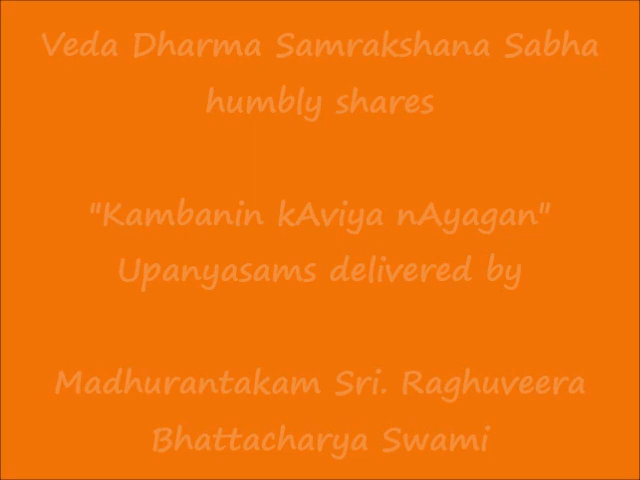 Veda Dharma Samrakshana Sabha
humbly shares
"Kambanin kAviya nAyagan"
Upanyasams delivered by
Madhurantakam Sri. Raghuveera
Bhattacharya Swami